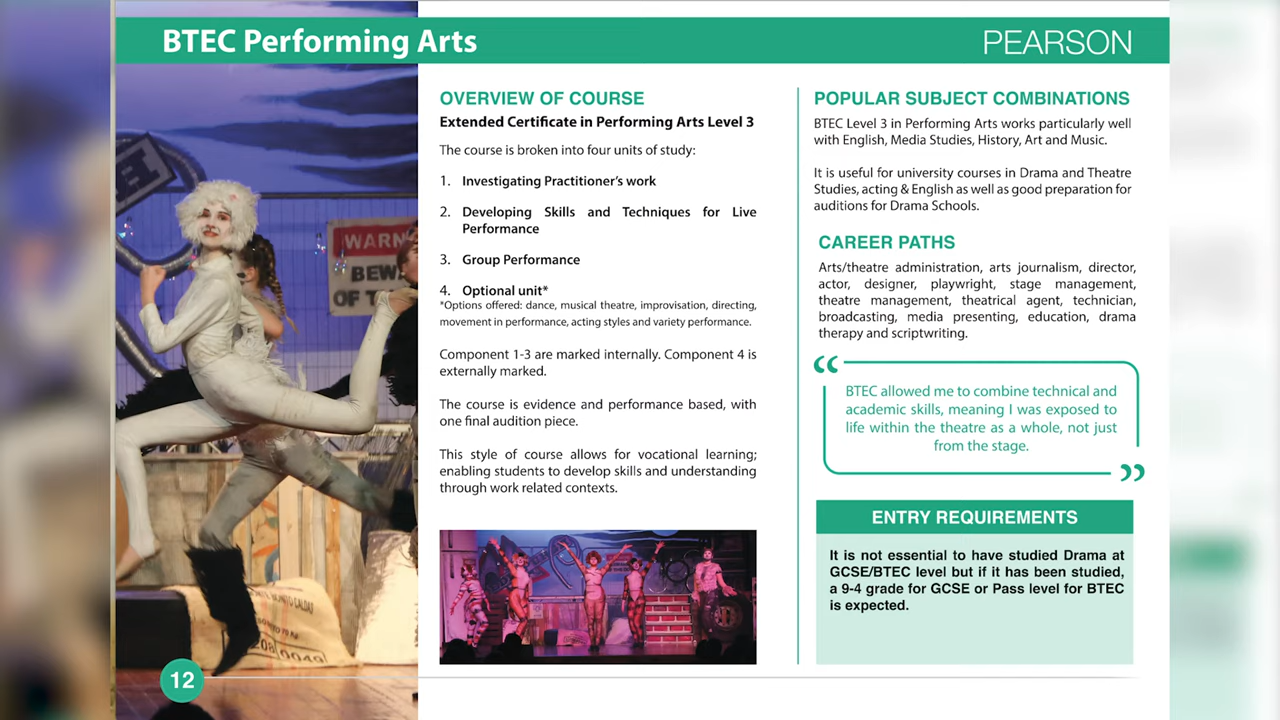 BTEC Performing Arts
PEARSON
OVERVIEW OF COURSE
Extended Certificate in Performing Arts Level 3
The course is broken into four units of study:
1. Investigating Practitioner's work
2. Developing Skills and Techniques for Live
Performance
3. Group Performance
4. Optional unit*
*Options offered: dance, musical theatre, improvisation, directing,
movement in performance, acting styles and variety performance.
Component 1-3 are marked internally. Component 4 is
externally marked.
The course is evidence and performance based, with
one final audition piece.
This style of course allows for vocational learning;
enabling students to develop skills and understanding
through work related contexts.
POPULAR SUBJECT COMBINATIONS
BTEC Level 3 in Performing Arts works particularly well
with English, Media Studies, History, Art and Music.
It is useful for university courses in Drama and Theatre
Studies, acting & English as well as good preparation for
auditions for Drama Schools.
CAREER PATHS
Arts/theatre administration, arts journalism, director,
actor, designer, playwright, stage management,
theatre management, theatrical agent, technician,
broadcasting, media presenting, education, drama
therapy and scriptwriting.
“BTEC allowed me to combine technical and
academic skills, meaning I was exposed to
life within the theatre as a whole, not just
from the stage.”
ENTRY REQUIREMENTS
It is not essential to have studied Drama at
GCSE/BTEC level but if it has been studied,
a 9-4 grade for GCSE or Pass level for BTEC
is expected.
WARN
BEW
OF T
12